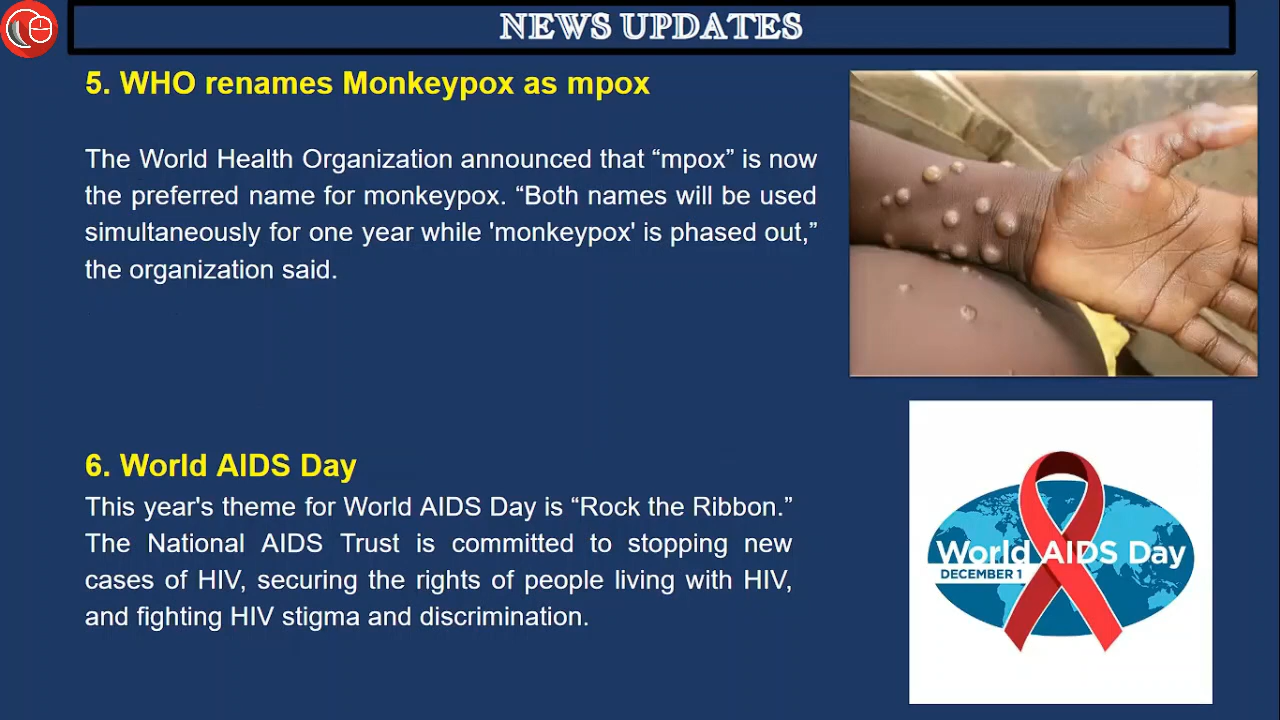 NEWS UPDATES
5. WHO renames Monkeypox as mpox
The World Health Organization announced that “mpox” is now
the preferred name for monkeypox. “Both names will be used
simultaneously for one year while 'monkeypox' is phased out,”
the organization said.
6. World AIDS Day
This year's theme for World AIDS Day is “Rock the Ribbon.”
The National AIDS Trust is committed to stopping new
cases of HIV, securing the rights of people living with HIV,
and fighting HIV stigma and discrimination.
World AIDS Day
DECEMBER 1